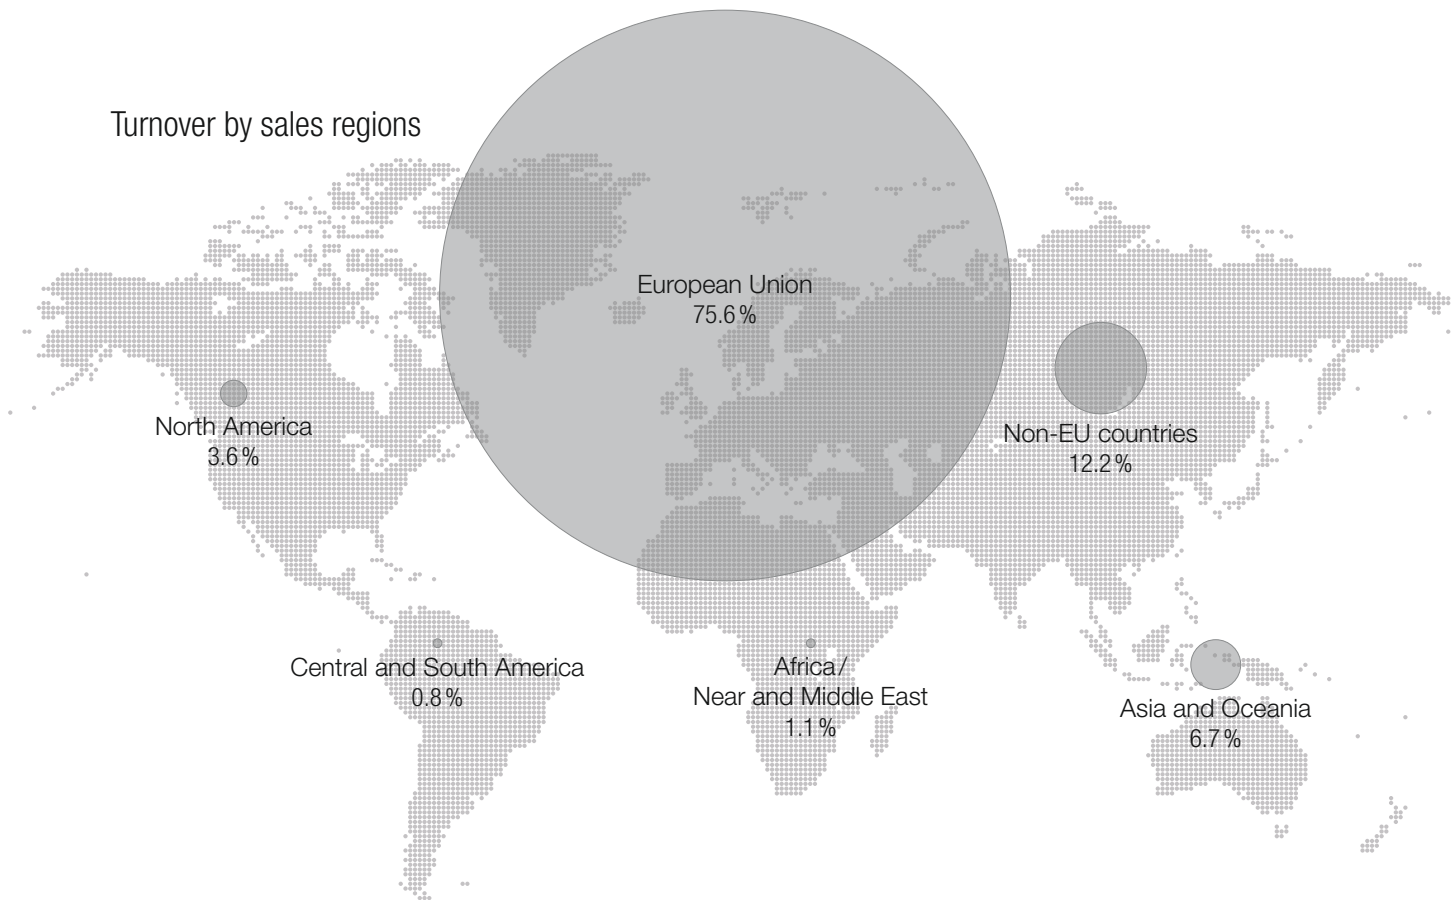 Turnover by sales regions
European Union
75.6 %
North America
3.6 %
Non-EU countries
12.2 %
Central and South America
0.8 %
Africa /
Near and Middle East
1.1 %
Asia and Oceania
6.7 %